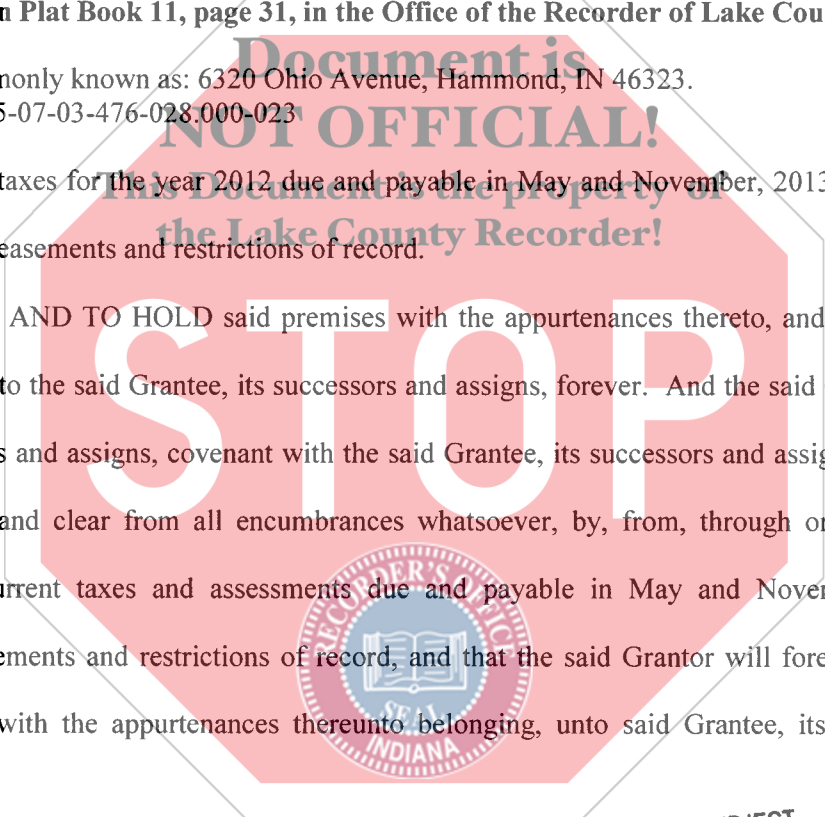 n Plat Book 11, page 31, in the Office of the Recorder of Lake Cou
Document is
monly known as: 6320 Ohio Avenue, Hammond, IN 46323.
5-07-03-476-028.000-023
NOT OFFICIAL!
taxes for the year 2012 due and payable in May and November, 2013
This Document is the property of
the Lake County Recorder!
easements and restrictions of record.
AND TO HOLD said premises with the appurtenances thereto, and
to the said Grantee, its successors and assigns, forever. And the said
STOP
s and assigns, covenant with the said Grantee, its successors and assig
and clear from all encumbrances whatsoever, by, from, through or
urrent taxes and assessments due and payable in May and Nover
RECORDER'S OFFICE
ements and restrictions of record, and that the said Grantor will fore
SEAL
with the appurtenances thereunto belonging, unto said Grantee, its
INDIANA